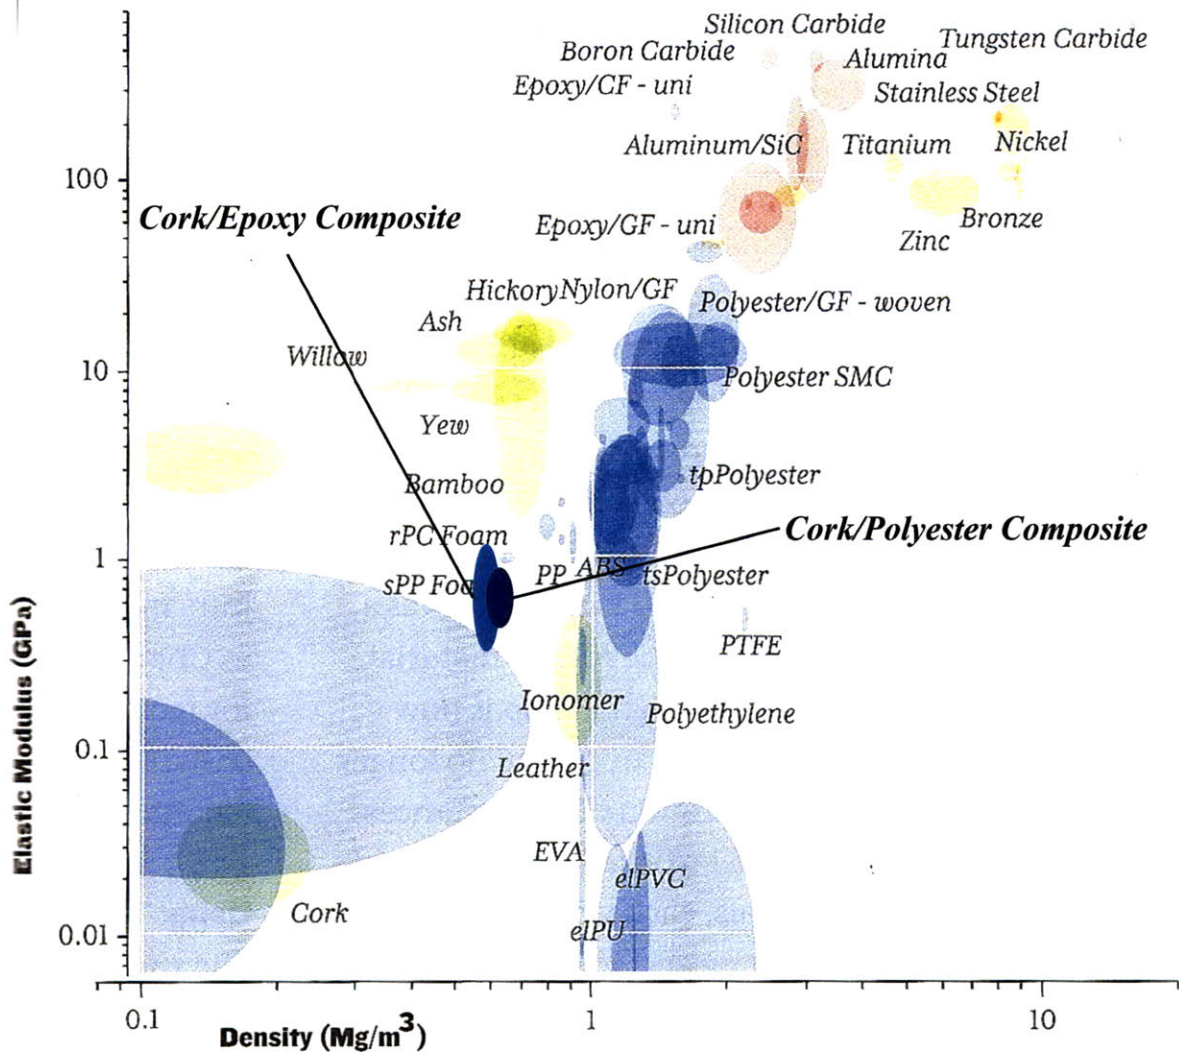 Silicon Carbide
Tungsten Carbide
Boron Carbide
Alumina
Epoxy/CF - uni
Stainless Steel
Aluminum/SiC
Titanium
Nickel
100
Cork/Epoxy Composite
Epoxy/GF - uni
Bronze
Zinc
Hickory
Nylon/GF
Polyester/GF - woven
Ash
Willow
10
Polyester SMC
Yew
Bamboo
tpPolyester
rPC Foam
Cork/Polyester Composite
1
sPP Foa
PP
ABS
tsPolyester
PTFE
Ionomer
Polyethylene
0.1
Leather
EVA
elPVC
Cork
0.01
elPU
Elastic Modulus (GPa)
0.1
1
10
Density (Mg/m³)